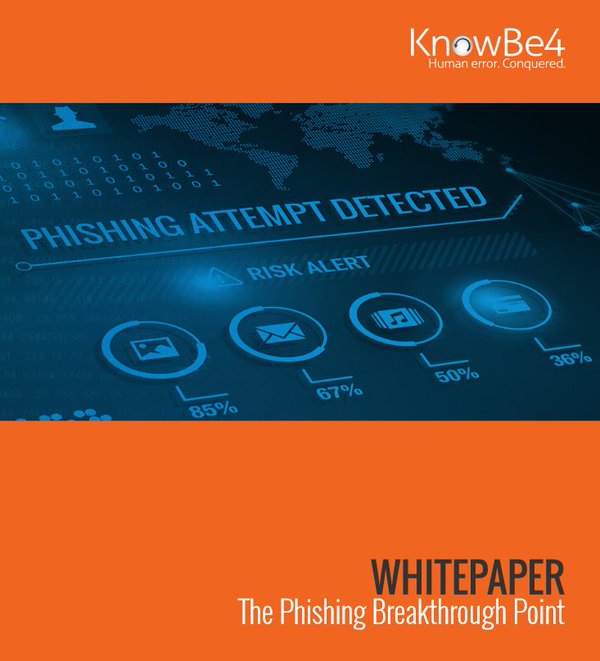 KnowBe4
Human error. Conquered.
PHISHING ATTEMPT DETECTED
RISK ALERT
85%
67%
50%
36%
WHITEPAPER
The Phishing Breakthrough Point